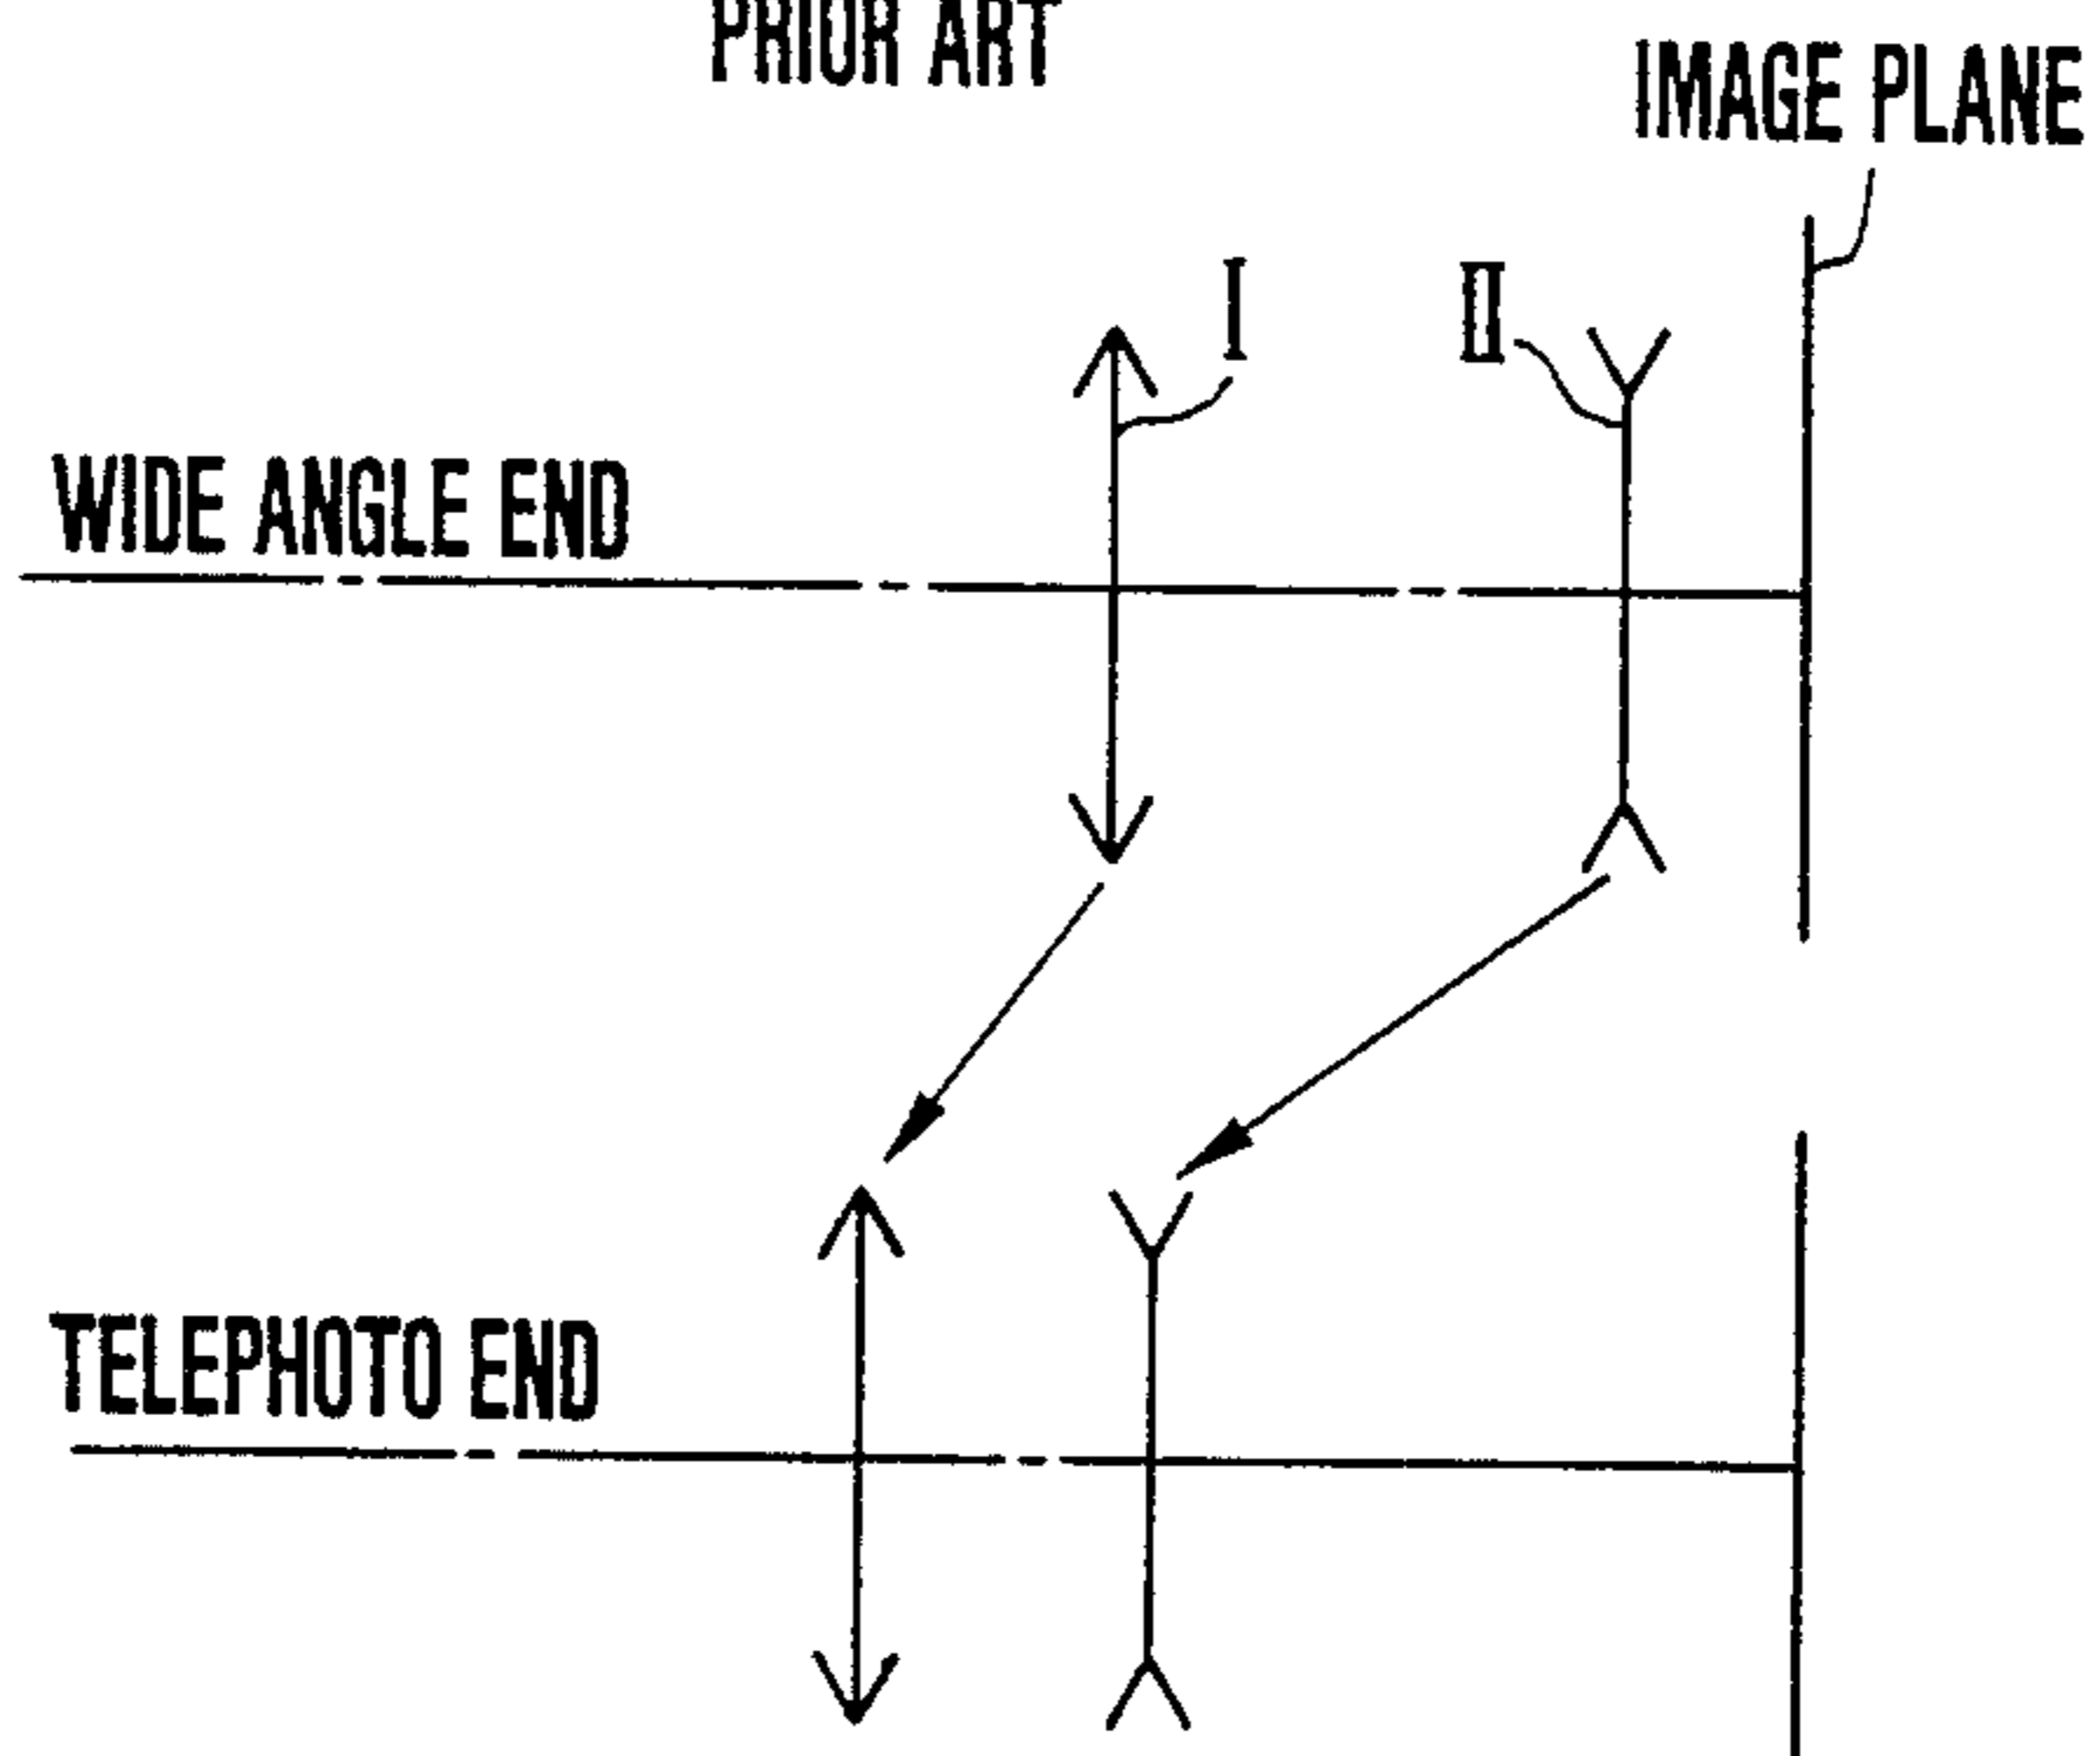 PRIOR ART
IMAGE PLANE
I
II
WIDE ANGLE END
TELEPHOTO END